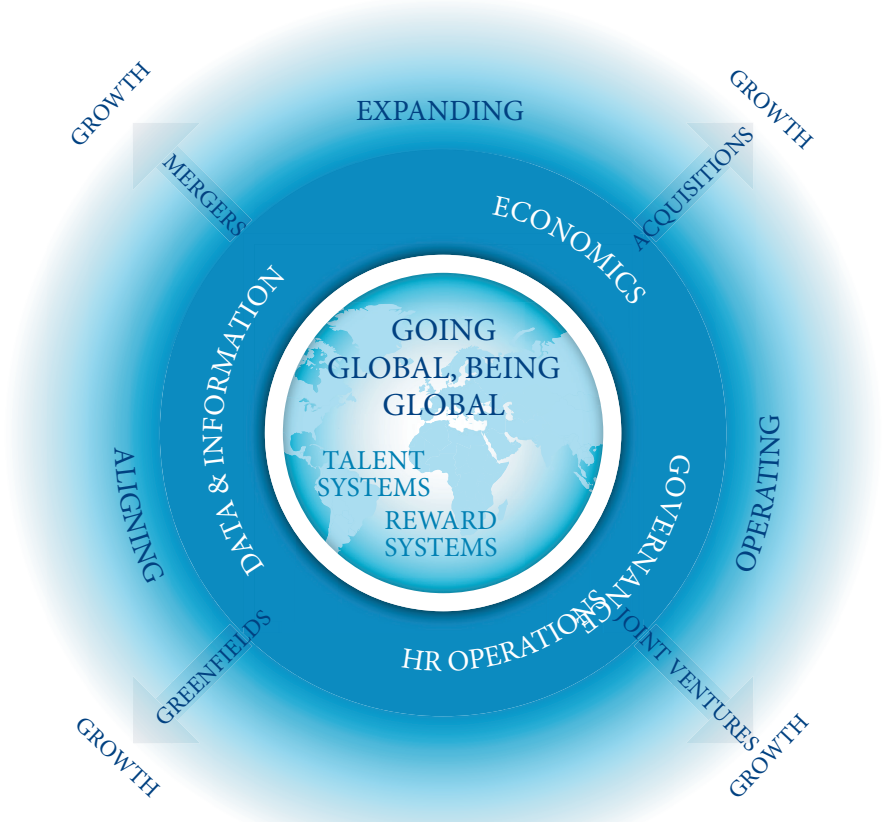 GROWTH
GROWTH
EXPANDING
MERGERS
ACQUISITIONS
ECONOMICS
DATA & INFORMATION
GOING
GLOBAL, BEING
GLOBAL
TALENT
SYSTEMS
REWARD
SYSTEMS
ALIGNING
OPERATING
GOVERNANCE
HR OPERATIONS
GREENFIELDS
JOINT VENTURES
GROWTH
GROWTH